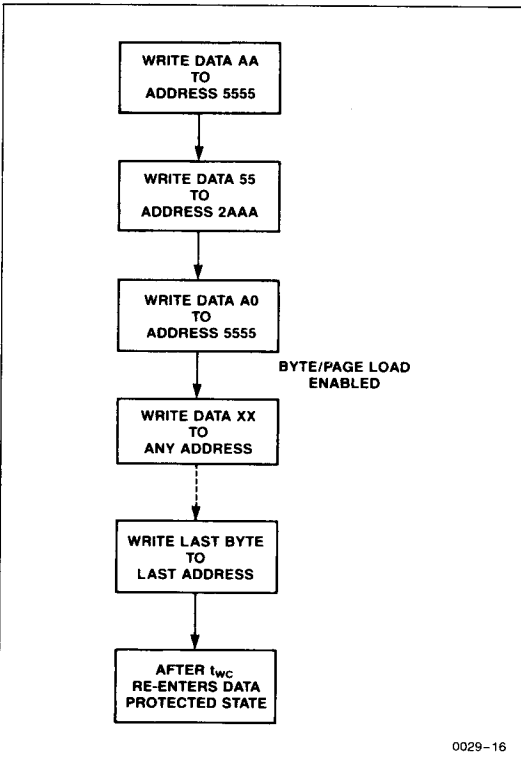 WRITE DATA AA
TO
ADDRESS 5555
WRITE DATA 55
TO
ADDRESS 2AAA
WRITE DATA A0
TO
ADDRESS 5555
BYTE/PAGE LOAD
ENABLED
WRITE DATA XX
TO
ANY ADDRESS
WRITE LAST BYTE
TO
LAST ADDRESS
AFTER tWC
RE-ENTERS DATA
PROTECTED STATE
0029–16